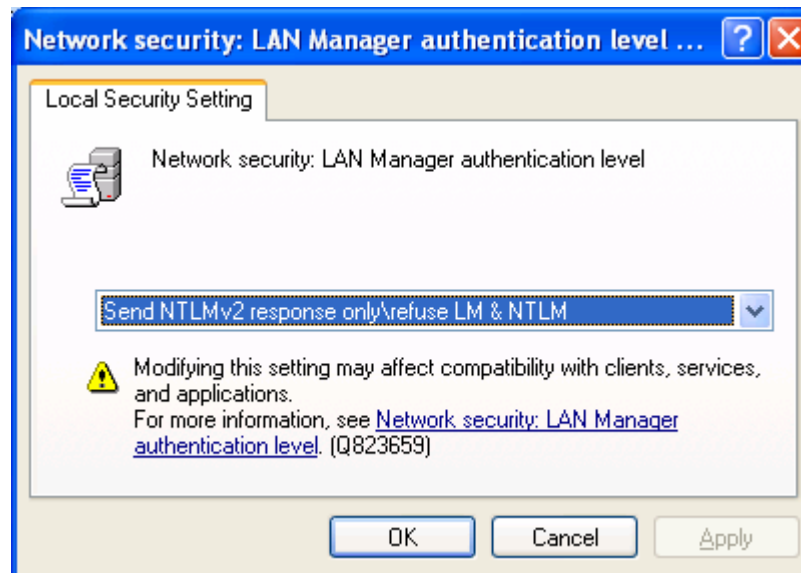 Network security: LAN Manager authentication level ...
Local Security Setting
Network security: LAN Manager authentication level
Send NTLMv2 response only\refuse LM & NTLM
Modifying this setting may affect compatibility with clients, services,
and applications.
For more information, see Network security: LAN Manager
authentication level. (Q823659)
OK Cancel Apply